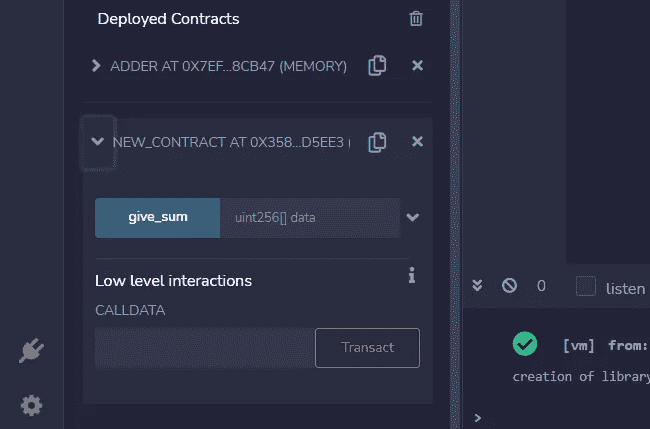 Deployed Contracts
ADDER AT 0X7EF...8CB47 (MEMORY)
NEW_CONTRACT AT 0X358...D5EE3 (
give_sum
uint256[] data
Low level interactions
CALLDATA
Transact
0
listen
[vm] from:
creation of library
>